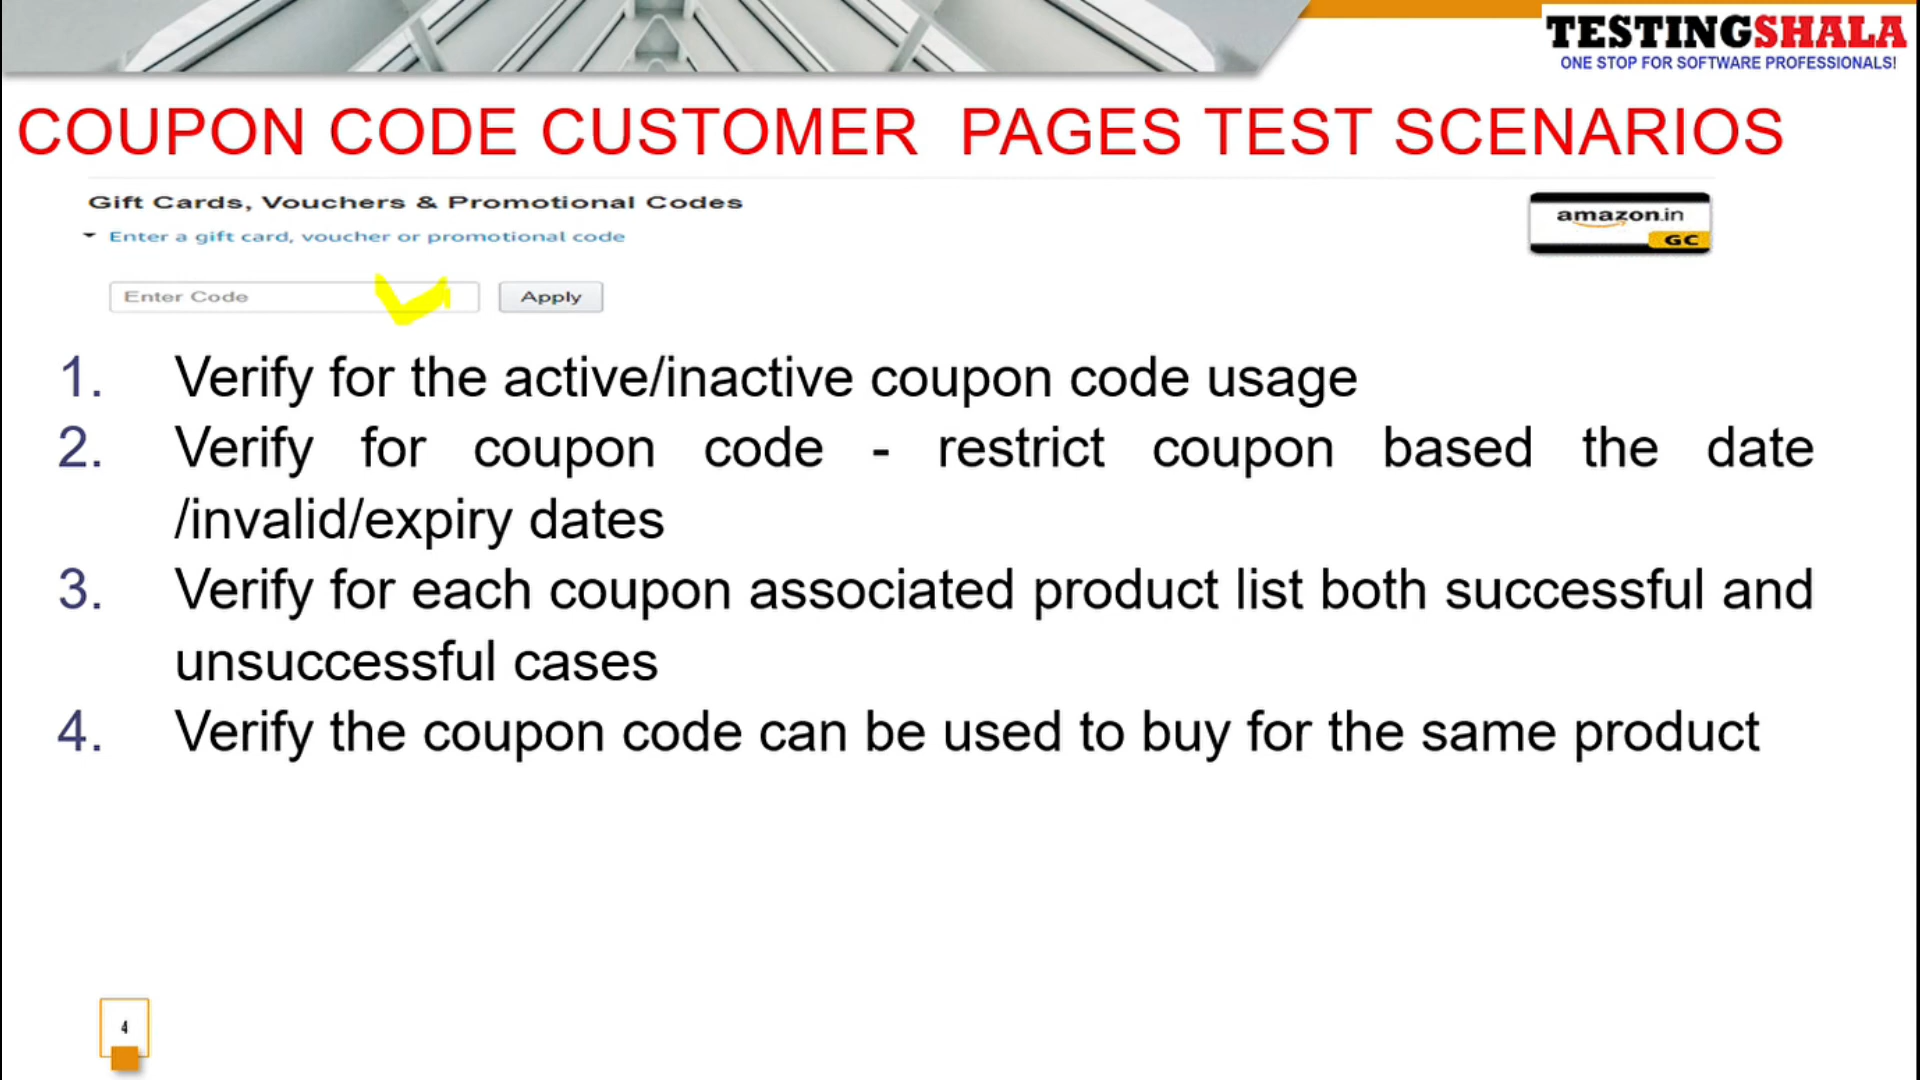 TESTINGSHALA
ONE STOP FOR SOFTWARE PROFESSIONALS!
COUPON CODE CUSTOMER PAGES TEST SCENARIOS
Gift Cards, Vouchers & Promotional Codes
Enter a gift card, voucher or promotional code
amazon.in
GC
Enter Code
Apply
1. Verify for the active/inactive coupon code usage
2. Verify for coupon code - restrict coupon based the date
/invalid/expiry dates
3. Verify for each coupon associated product list both successful and
unsuccessful cases
4. Verify the coupon code can be used to buy for the same product
4